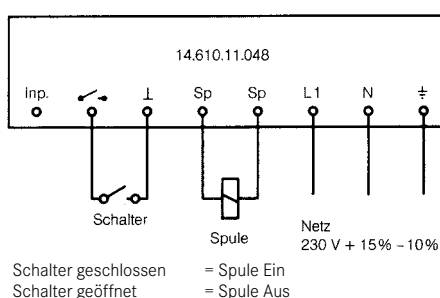 14.610.11.048
Inp. ⊥ Sp Sp L1 N ⏚
Schalter
Spule
Netz
230 V + 15% – 10%
Schalter geschlossen = Spule Ein
Schalter geöffnet = Spule Aus